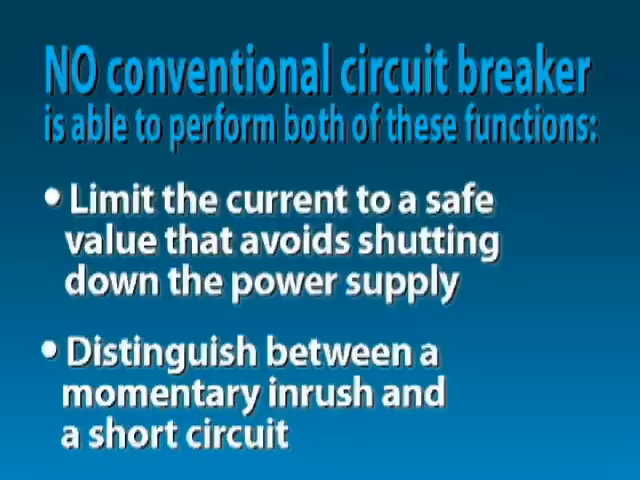 NO conventional circuit breaker
is able to perform both of these functions:
• Limit the current to a safe
value that avoids shutting
down the power supply
• Distinguish between a
momentary inrush and
a short circuit